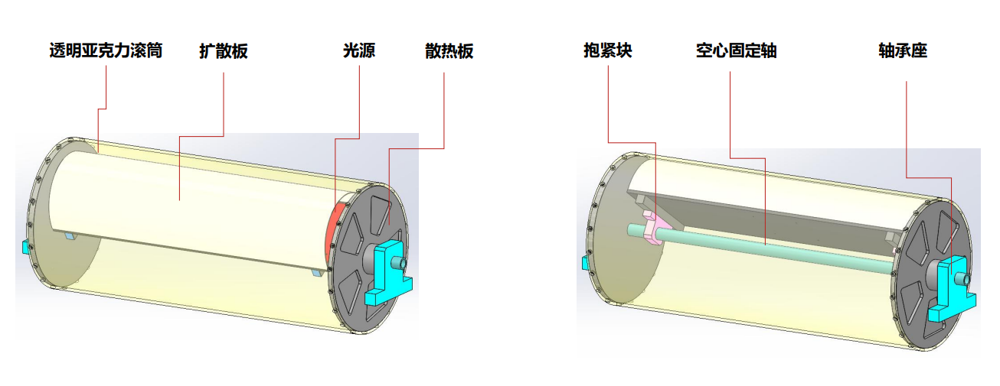 透明亚克力滚筒
扩散板
光源
散热板
抱紧块
空心固定轴
轴承座